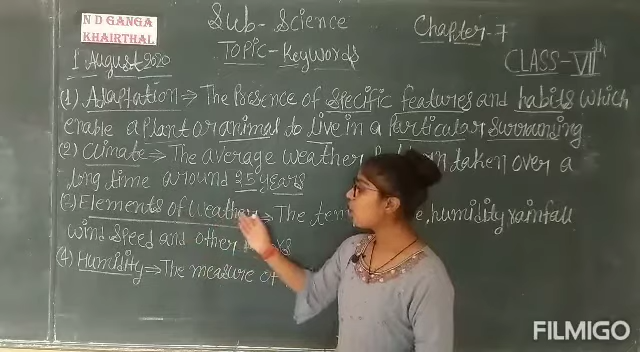 N D GANGA
KHAIRTHAL
Sub- Science
Chapter-7
1 August 2020
TOPIC- Keywords
CLASS-VII th
(1) Adaptation ⇒ The Presence of specific features and habits which
enable a plant or animal to live in a Particular surrouning
(2) Climate ⇒ The average weather taken over a
long time around 25 years
(3) Elements of weather ⇒ The humidity, rainfall
wind speed and other
(4) Humidity ⇒ The measure of
FILMIGO